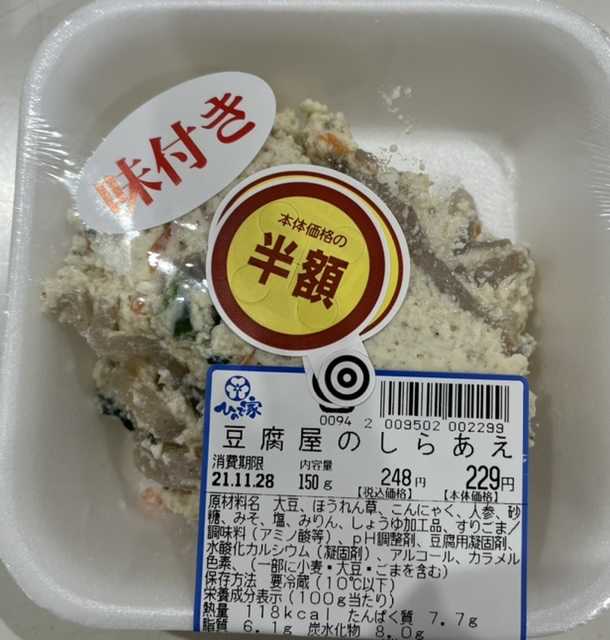 味付き
本体価格の
半額
ひので家
0094 2 009502 002299
豆腐屋のしらあえ
消費期限 内容量
21.11.28 150g 248円 229円
【税込価格】 【本体価格】
原材料名 大豆、ほうれん草、こんにゃく、人参、砂
糖、みそ、塩、みりん、しょうゆ加工品、すりごま/
調味料(アミノ酸等)、pH調整剤、豆腐用凝固剤、
水酸化カルシウム(凝固剤)、アルコール、カラメル
色素、(一部に小麦・大豆・ごまを含む)
保存方法 要冷蔵(10℃以下)
栄養成分表示(100g当たり)
熱量 118kcal たんぱく質 7.7g
脂質 6.1g 炭水化物 8.0g